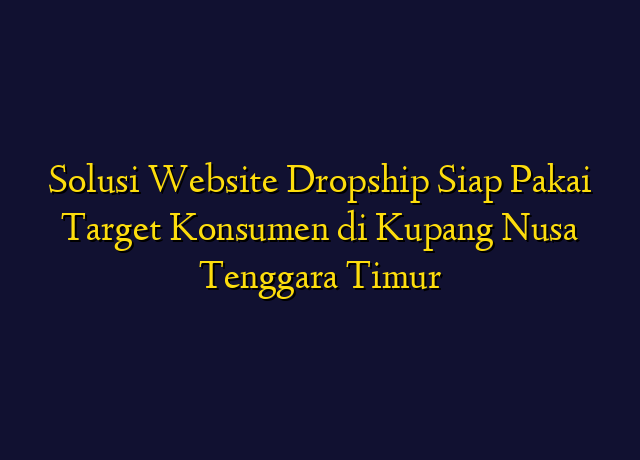 Solusi Website Dropship Siap Pakai
Target Konsumen di Kupang Nusa
Tenggara Timur